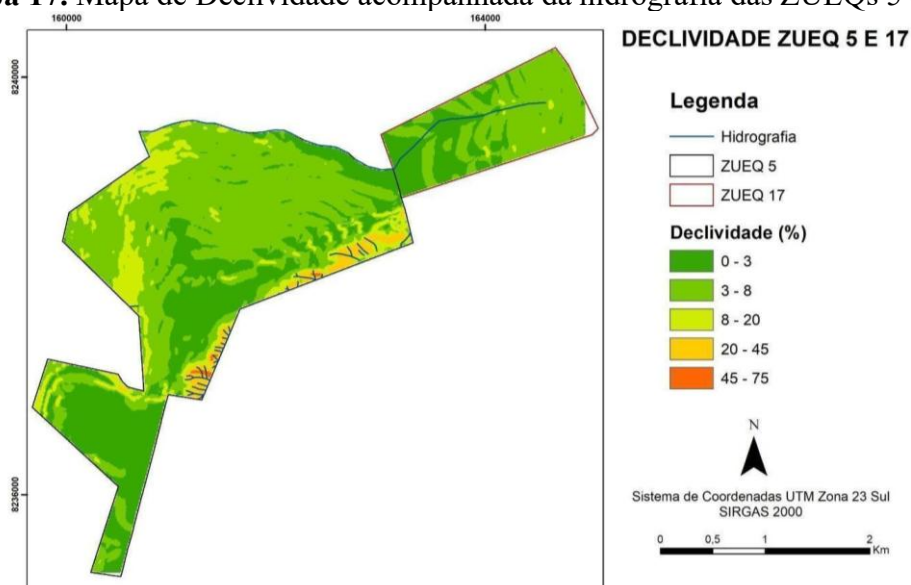 17. Mapa de Declividade acompanhada da hidrografia das ZUEQs 5
160000
164000
8240000
8236000
DECLIVIDADE ZUEQ 5 E 17
Legenda
Hidrografia
ZUEQ 5
ZUEQ 17
Declividade (%)
0 - 3
3 - 8
8 - 20
20 - 45
45 - 75
N
Sistema de Coordenadas UTM Zona 23 Sul
SIRGAS 2000
0 0,5 1 2
Km